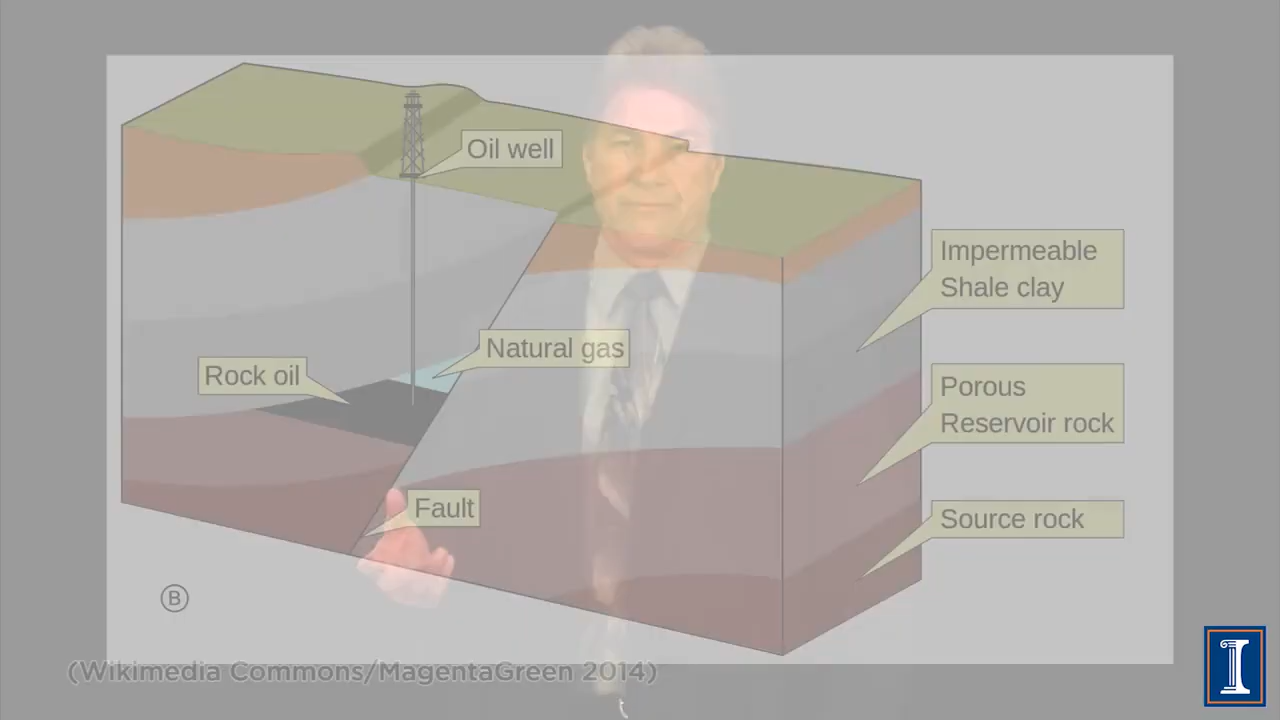 Oil well
Impermeable
Shale clay
Natural gas
Rock oil
Porous
Reservoir rock
Fault
Source rock
B
(Wikimedia Commons/MagentaGreen 2014)
I